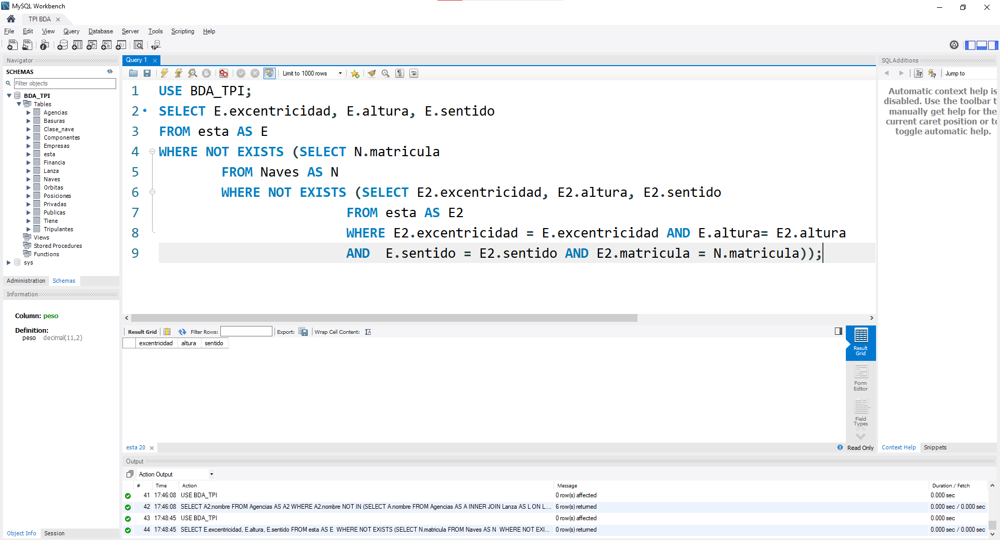 MySQL Workbench
TPI BDA
File Edit View Query Database Server Tools Scripting Help
Navigator
SCHEMAS
Filter objects
BDA_TPI
Tables
Agencias
Basuras
Clase_nave
Componentes
Empresas
esta
Financia
Lanza
Naves
Orbitas
Posiciones
Privadas
Publicas
Tiene
Tripulantes
Views
Stored Procedures
Functions
sys
Administration Schemas
Information
Column: peso
Definition:
peso decimal(11,2)
Object Info Session
Query 1
Limit to 1000 rows
1 USE BDA_TPI;
2 SELECT E.excentricidad, E.altura, E.sentido
3 FROM esta AS E
4 WHERE NOT EXISTS (SELECT N.matricula
5 FROM Naves AS N
6 WHERE NOT EXISTS (SELECT E2.excentricidad, E2.altura, E2.sentido
7 FROM esta AS E2
8 WHERE E2.excentricidad = E.excentricidad AND E.altura= E2.altura
9 AND  E.sentido = E2.sentido AND E2.matricula = N.matricula));
Result Grid Filter Rows: Export: Wrap Cell Content:
excentricidad altura sentido
Result
Grid
Form
Editor
Field
Types
esta 20
Read Only
SQLAdditions
Jump to
Automatic context help is
disabled. Use the toolbar t
manually get help for the
current caret position or to
toggle automatic help.
Context Help Snippets
Output
Action Output
# Time Action Message Duration / Fetch
41 17:46:08 USE BDA_TPI 0 row(s) affected 0.000 sec
42 17:46:08 SELECT A2.nombre FROM Agencias AS A2 WHERE A2.nombre NOT IN (SELECT A.nombre FROM Agencias AS A INNER JOIN Lanza AS L ON L.... 6 row(s) returned 0.000 sec / 0.000 sec
43 17:48:45 USE BDA_TPI 0 row(s) affected 0.000 sec
44 17:48:45 SELECT E.excentricidad, E.altura, E.sentido FROM esta AS E  WHERE NOT EXISTS (SELECT N.matricula FROM Naves AS N  WHERE NOT EXI... 0 row(s) returned 0.000 sec / 0.000 sec